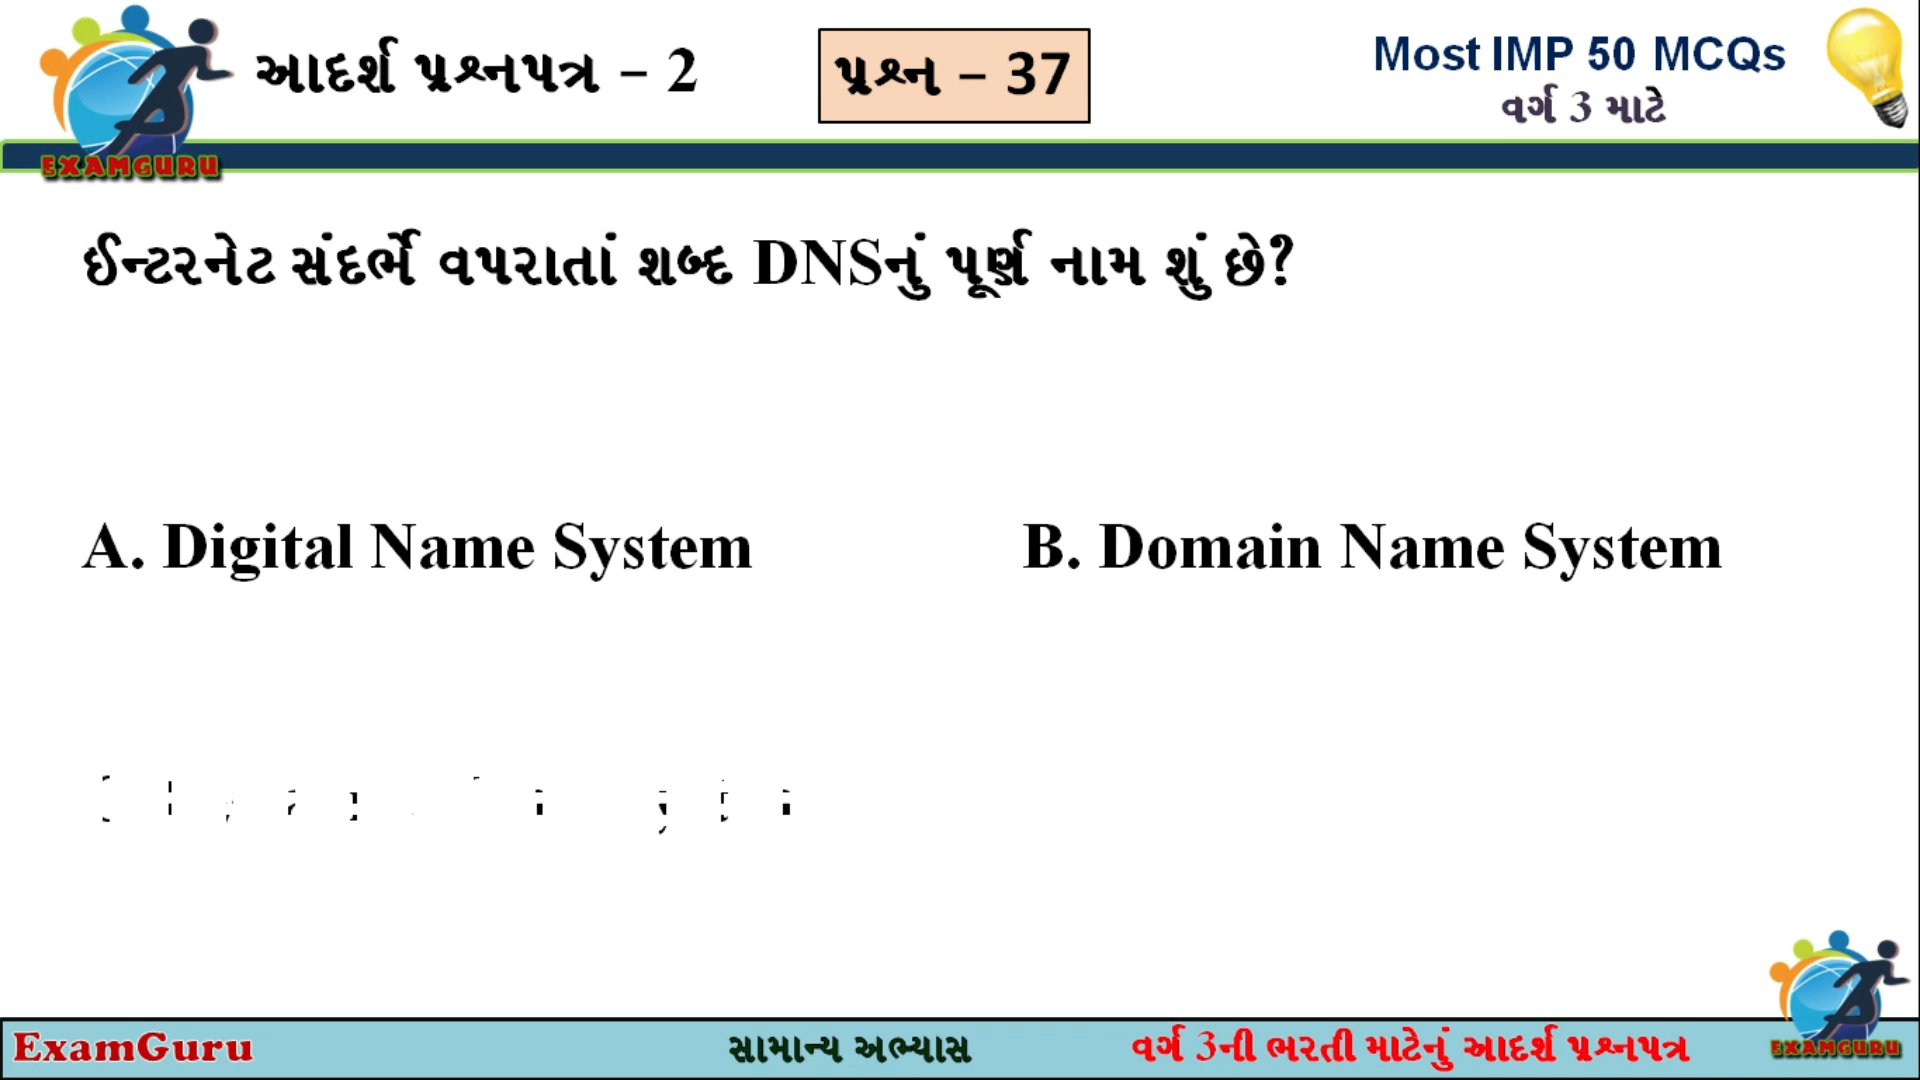 આદર્શ પ્રશ્નપત્ર – 2
પ્રશ્ન – 37
Most IMP 50 MCQs
વર્ગ 3 માટે
EXAMGURU
ઈન્ટરનેટ સંદર્ભે વપરાતાં શબ્દ DNSનું પૂર્ણ નામ શું છે?
A. Digital Name System
B. Domain Name System
ExamGuru
સામાન્ય અભ્યાસ
વર્ગ 3ની ભરતી માટેનું આદર્શ પ્રશ્નપત્ર
EXAMGURU